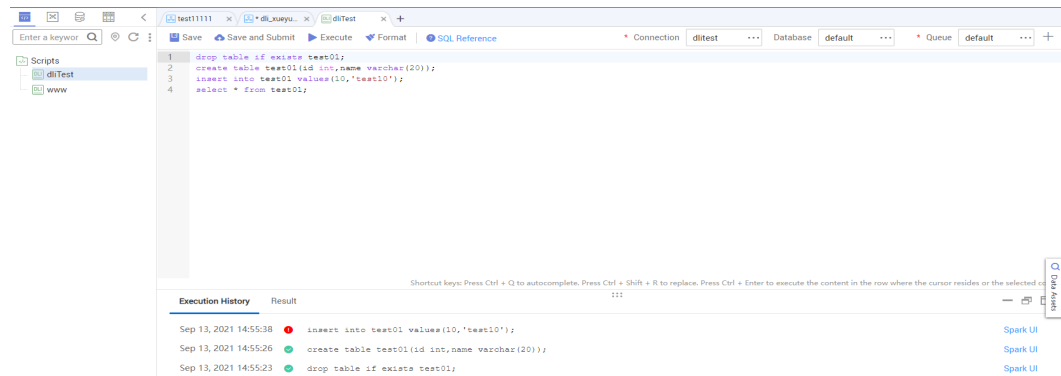 test11111 × * dli_xueyu... × dliTest × +
Enter a keywor
Save Save and Submit Execute Format SQL Reference * Connection dlitest ... Database default ... * Queue default ... +
Scripts
dliTest
www
1 drop table if exists test01;
2 create table test01(id int,name varchar(20));
3 insert into test01 values(10,'test10');
4 select * from test01;
Shortcut keys: Press Ctrl + Q to autocomplete. Press Ctrl + Shift + R to replace. Press Ctrl + Enter to execute the content in the row where the cursor resides or the selected co
Data Assets
Execution History Result
Sep 13, 2021 14:55:38 insert into test01 values(10,'test10'); Spark UI
Sep 13, 2021 14:55:26 create table test01(id int,name varchar(20)); Spark UI
Sep 13, 2021 14:55:23 drop table if exists test01; Spark UI